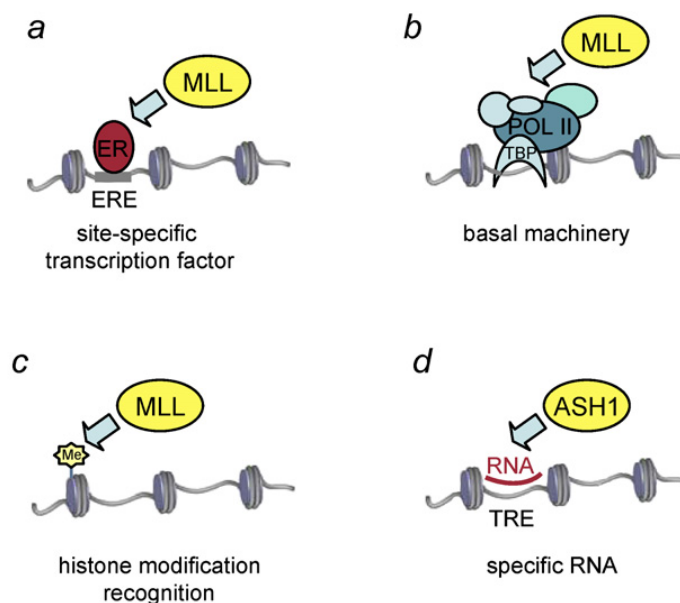 a
MLL
ER
ERE
site-specific
transcription factor
b
MLL
POL II
TBP
basal machinery
c
MLL
Me
histone modification
recognition
d
ASH1
RNA
TRE
specific RNA